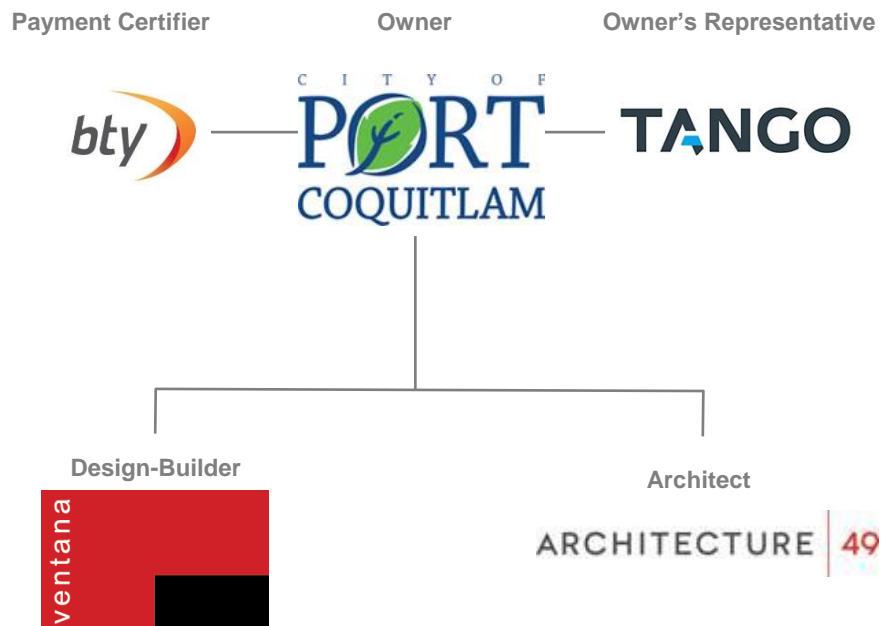 Payment Certifier
Owner
Owner's Representative
bty
CITY OF
PORT
COQUITLAM
TANGO
Design-Builder
ventana
Architect
ARCHITECTURE 49